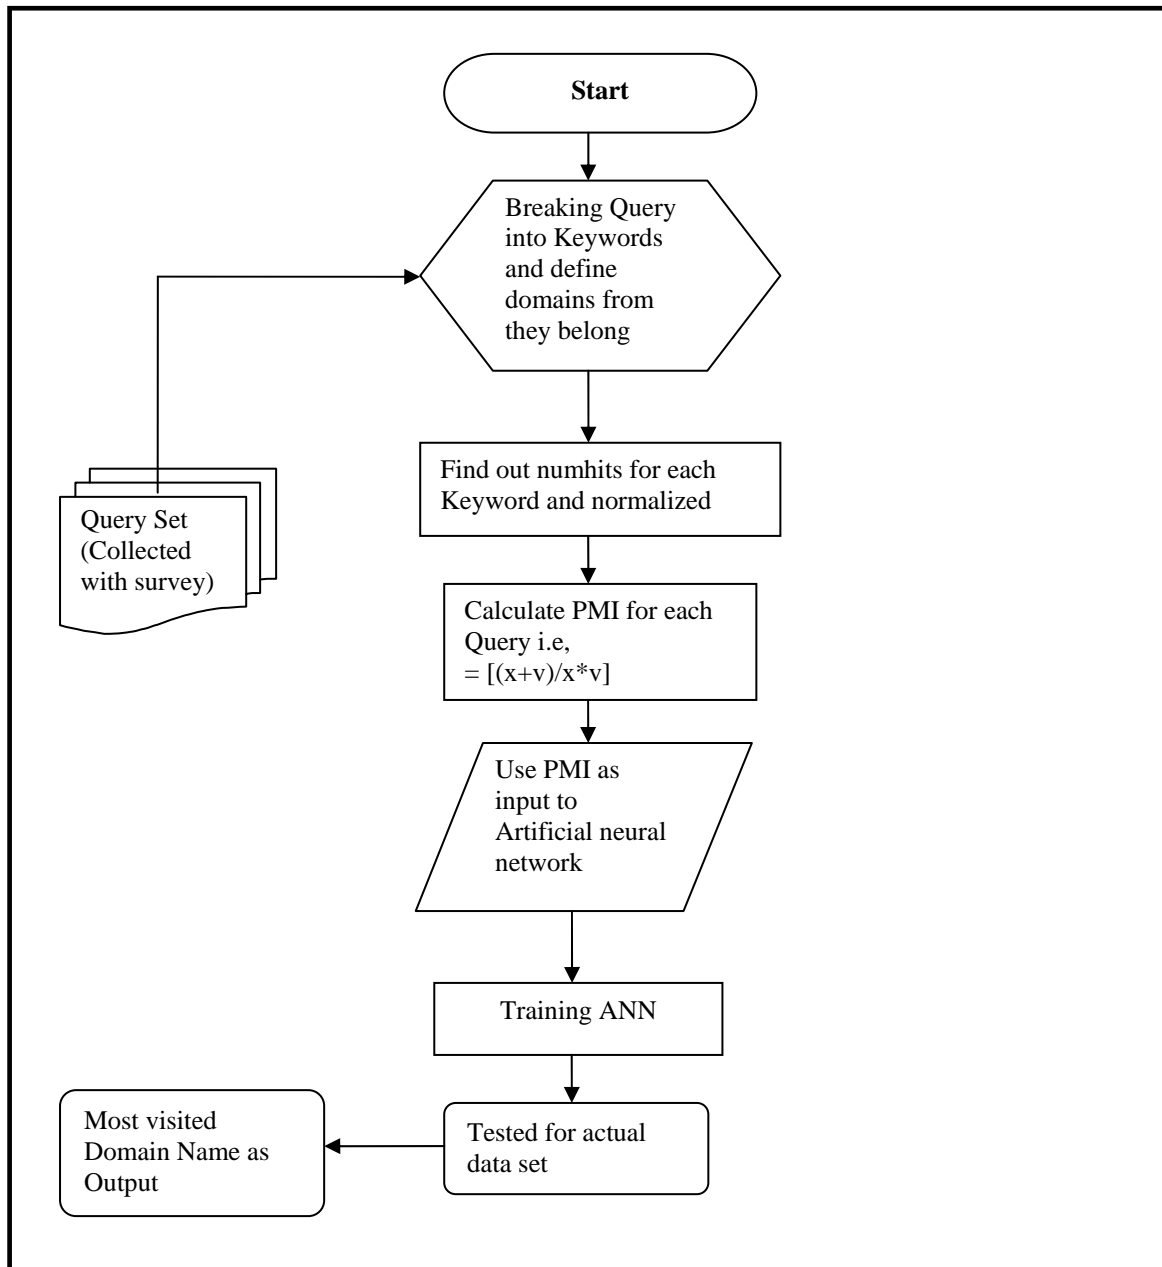 Start
Breaking Query
into Keywords
and define
domains from
they belong
Find out numhits for each
Keyword and normalized
Query Set
(Collected
with survey)
Calculate PMI for each
Query i.e,
= [(x+v)/x*v]
Use PMI as
input to
Artificial neural
network
Training ANN
Tested for actual
data set
Most visited
Domain Name as
Output